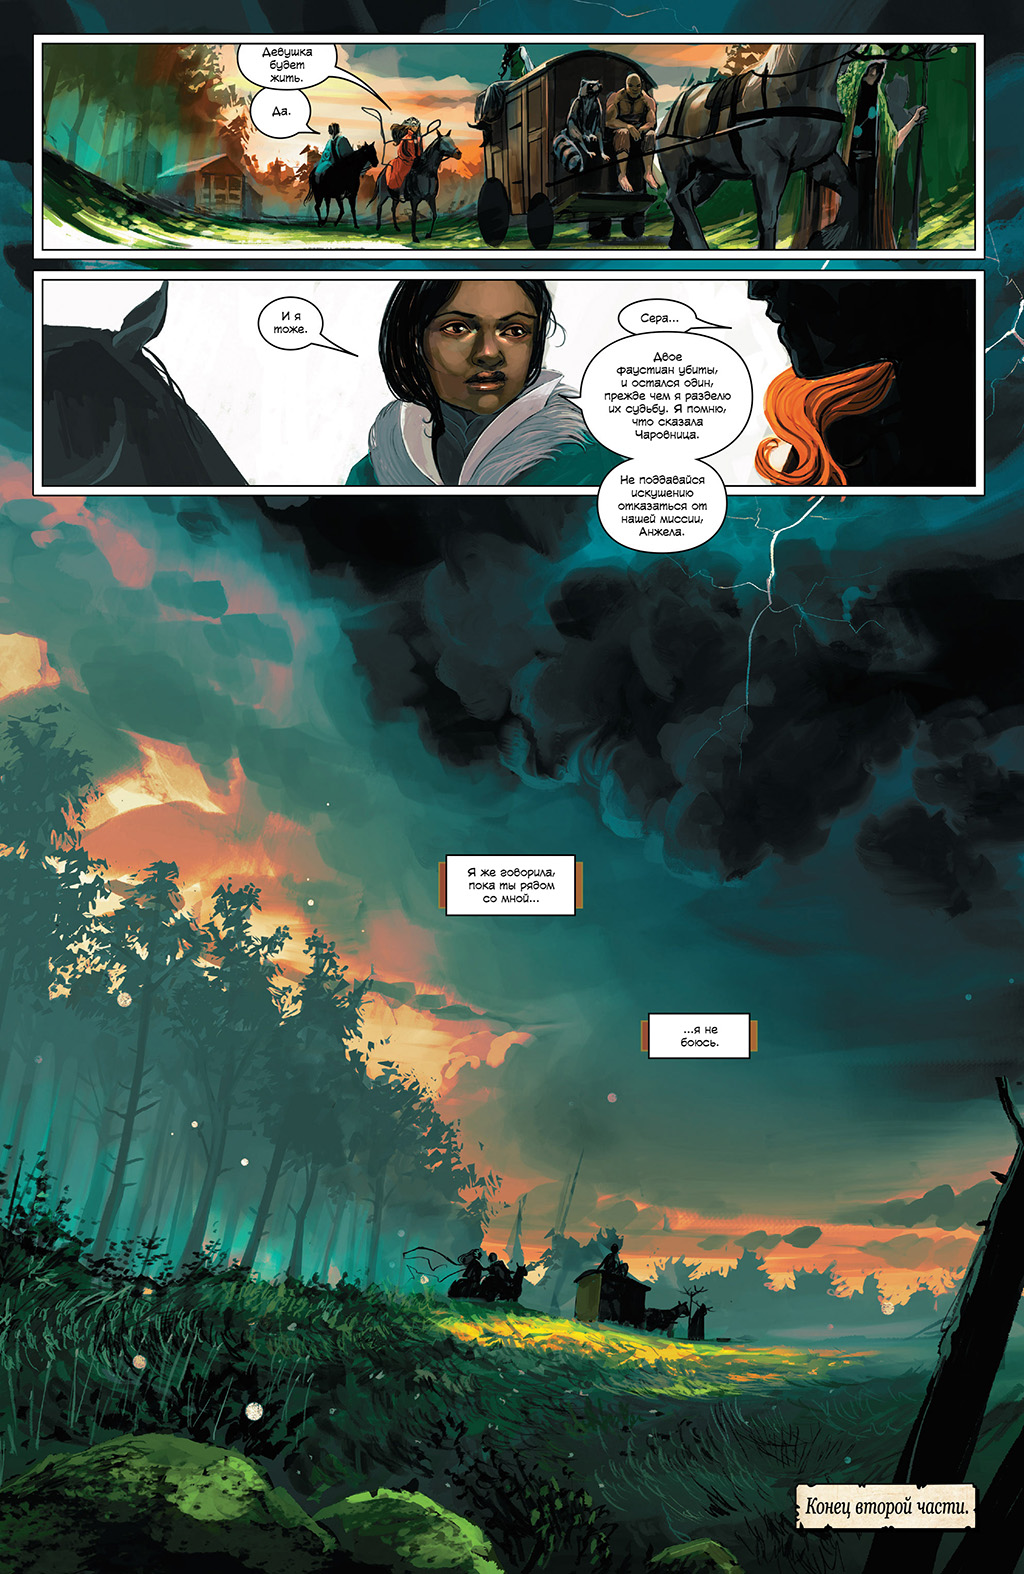 Девушка
будет
жить.
Да.
И я
тоже.
Сера...
Двое
фаустиан убиты,
и остался один,
прежде чем я разделю
их судьбу. Я помню,
что сказала
Чаровница.
Не поддавайся
искушению
отказаться от
нашей миссии,
Анжела.
Я же говорила,
пока ты рядом
со мной...
...я не
боюсь.
Конец второй части.